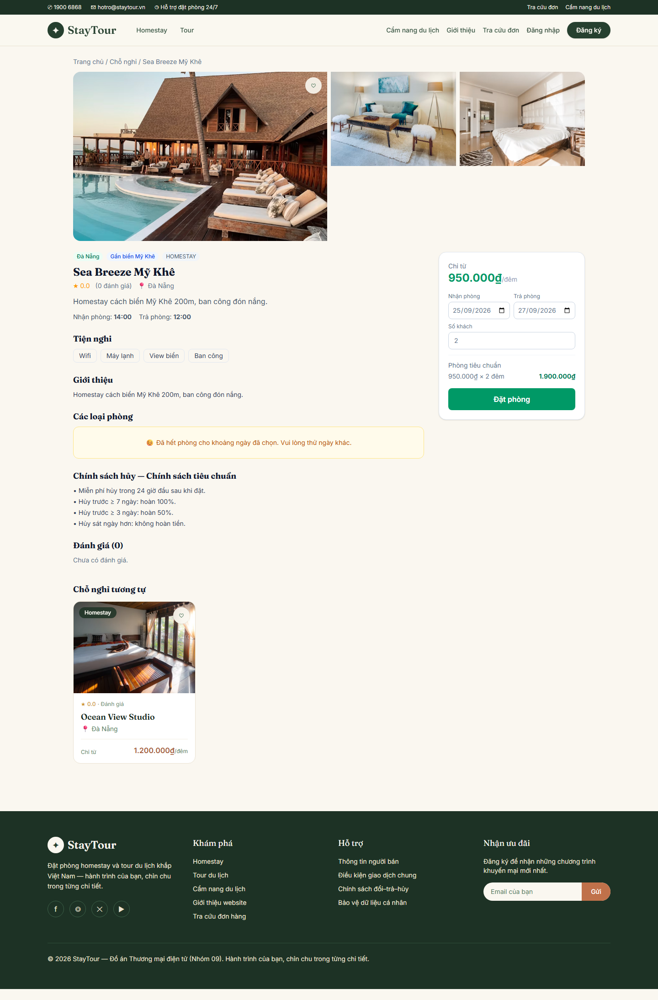 ✆ 1900 6868 ✉ hotro@staytour.vn ◷ Hỗ trợ đặt phòng 24/7 Tra cứu đơn Cẩm nang du lịch
✦ StayTour Homestay Tour Cẩm nang du lịch Giới thiệu Tra cứu đơn Đăng nhập Đăng ký
Trang chủ / Chỗ nghỉ / Sea Breeze Mỹ Khê
Đà Nẵng Gần biển Mỹ Khê HOMESTAY
Sea Breeze Mỹ Khê
★ 0.0 (0 đánh giá) 📍 Đà Nẵng
Homestay cách biển Mỹ Khê 200m, ban công đón nắng.
Nhận phòng: 14:00 Trả phòng: 12:00
Tiện nghi
Wifi Máy lạnh View biển Ban công
Giới thiệu
Homestay cách biển Mỹ Khê 200m, ban công đón nắng.
Các loại phòng
😔 Đã hết phòng cho khoảng ngày đã chọn. Vui lòng thử ngày khác.
Chính sách hủy — Chính sách tiêu chuẩn
• Miễn phí hủy trong 24 giờ đầu sau khi đặt.
• Hủy trước ≥ 7 ngày: hoàn 100%.
• Hủy trước ≥ 3 ngày: hoàn 50%.
• Hủy sát ngày hơn: không hoàn tiền.
Đánh giá (0)
Chưa có đánh giá.
Chỉ từ
950.000₫/đêm
Nhận phòng Trả phòng
25/09/2026 27/09/2026
Số khách
2
Phòng tiêu chuẩn
950.000₫ × 2 đêm 1.900.000₫
Đặt phòng
Chỗ nghỉ tương tự
Homestay
★ 0.0 · Đánh giá
Ocean View Studio
📍 Đà Nẵng
Chỉ từ 1.200.000₫/đêm
✦ StayTour
Đặt phòng homestay và tour du lịch khắp
Việt Nam — hành trình của bạn, chỉn chu
trong từng chi tiết.
f ◎ ✕ ▶
Khám phá
Homestay
Tour du lịch
Cẩm nang du lịch
Giới thiệu website
Tra cứu đơn hàng
Hỗ trợ
Thông tin người bán
Điều kiện giao dịch chung
Chính sách đổi–trả–hủy
Bảo vệ dữ liệu cá nhân
Nhận ưu đãi
Đăng ký để nhận những chương trình
khuyến mại mới nhất.
Email của bạn Gửi
© 2026 StayTour — Đồ án Thương mại điện tử (Nhóm 09). Hành trình của bạn, chỉn chu trong từng chi tiết.